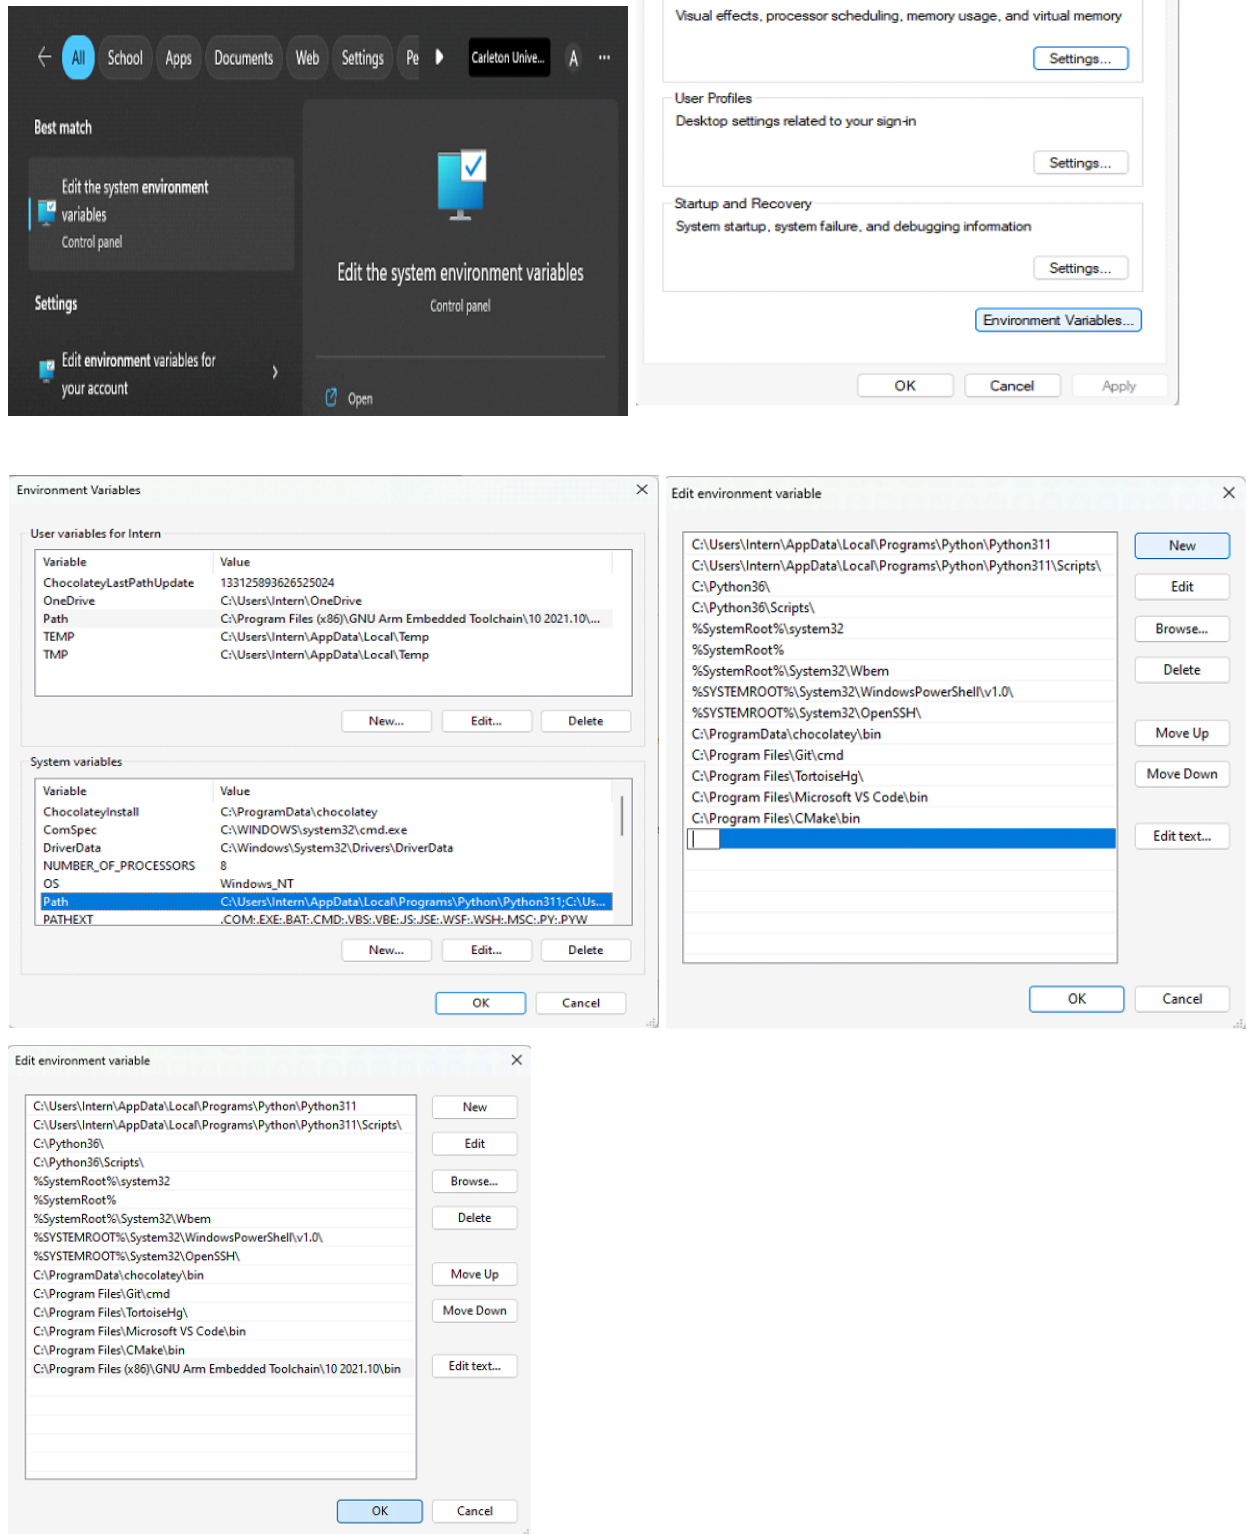 All School Apps Documents Web Settings Pe Carleton Unive... A ...
Best match
Edit the system environment
variables
Control panel
Settings
Edit environment variables for
your account
Edit the system environment variables
Control panel
Open
Visual effects, processor scheduling, memory usage, and virtual memory
Settings...
User Profiles
Desktop settings related to your sign-in
Settings...
Startup and Recovery
System startup, system failure, and debugging information
Settings...
Environment Variables...
OK Cancel Apply
Environment Variables
User variables for Intern
Variable Value
ChocolateyLastPathUpdate 133125893626525024
OneDrive C:\Users\Intern\OneDrive
Path C:\Program Files (x86)\GNU Arm Embedded Toolchain\10 2021.10\...
TEMP C:\Users\Intern\AppData\Local\Temp
TMP C:\Users\Intern\AppData\Local\Temp
New... Edit... Delete
System variables
Variable Value
ChocolateyInstall C:\ProgramData\chocolatey
ComSpec C:\WINDOWS\system32\cmd.exe
DriverData C:\Windows\System32\Drivers\DriverData
NUMBER_OF_PROCESSORS 8
OS Windows_NT
Path C:\Users\Intern\AppData\Local\Programs\Python\Python311;C:\Us...
PATHEXT .COM;.EXE;.BAT;.CMD;.VBS;.VBE;.JS;.JSE;.WSF;.WSH;.MSC;.PY;.PYW
New... Edit... Delete
OK Cancel
Edit environment variable
C:\Users\Intern\AppData\Local\Programs\Python\Python311
C:\Users\Intern\AppData\Local\Programs\Python\Python311\Scripts\
C:\Python36\
C:\Python36\Scripts\
%SystemRoot%\system32
%SystemRoot%
%SystemRoot%\System32\Wbem
%SYSTEMROOT%\System32\WindowsPowerShell\v1.0\
%SYSTEMROOT%\System32\OpenSSH\
C:\ProgramData\chocolatey\bin
C:\Program Files\Git\cmd
C:\Program Files\TortoiseHg\
C:\Program Files\Microsoft VS Code\bin
C:\Program Files\CMake\bin
New
Edit
Browse...
Delete
Move Up
Move Down
Edit text...
OK Cancel
Edit environment variable
C:\Users\Intern\AppData\Local\Programs\Python\Python311
C:\Users\Intern\AppData\Local\Programs\Python\Python311\Scripts\
C:\Python36\
C:\Python36\Scripts\
%SystemRoot%\system32
%SystemRoot%
%SystemRoot%\System32\Wbem
%SYSTEMROOT%\System32\WindowsPowerShell\v1.0\
%SYSTEMROOT%\System32\OpenSSH\
C:\ProgramData\chocolatey\bin
C:\Program Files\Git\cmd
C:\Program Files\TortoiseHg\
C:\Program Files\Microsoft VS Code\bin
C:\Program Files\CMake\bin
C:\Program Files (x86)\GNU Arm Embedded Toolchain\10 2021.10\bin
New
Edit
Browse...
Delete
Move Up
Move Down
Edit text...
OK Cancel